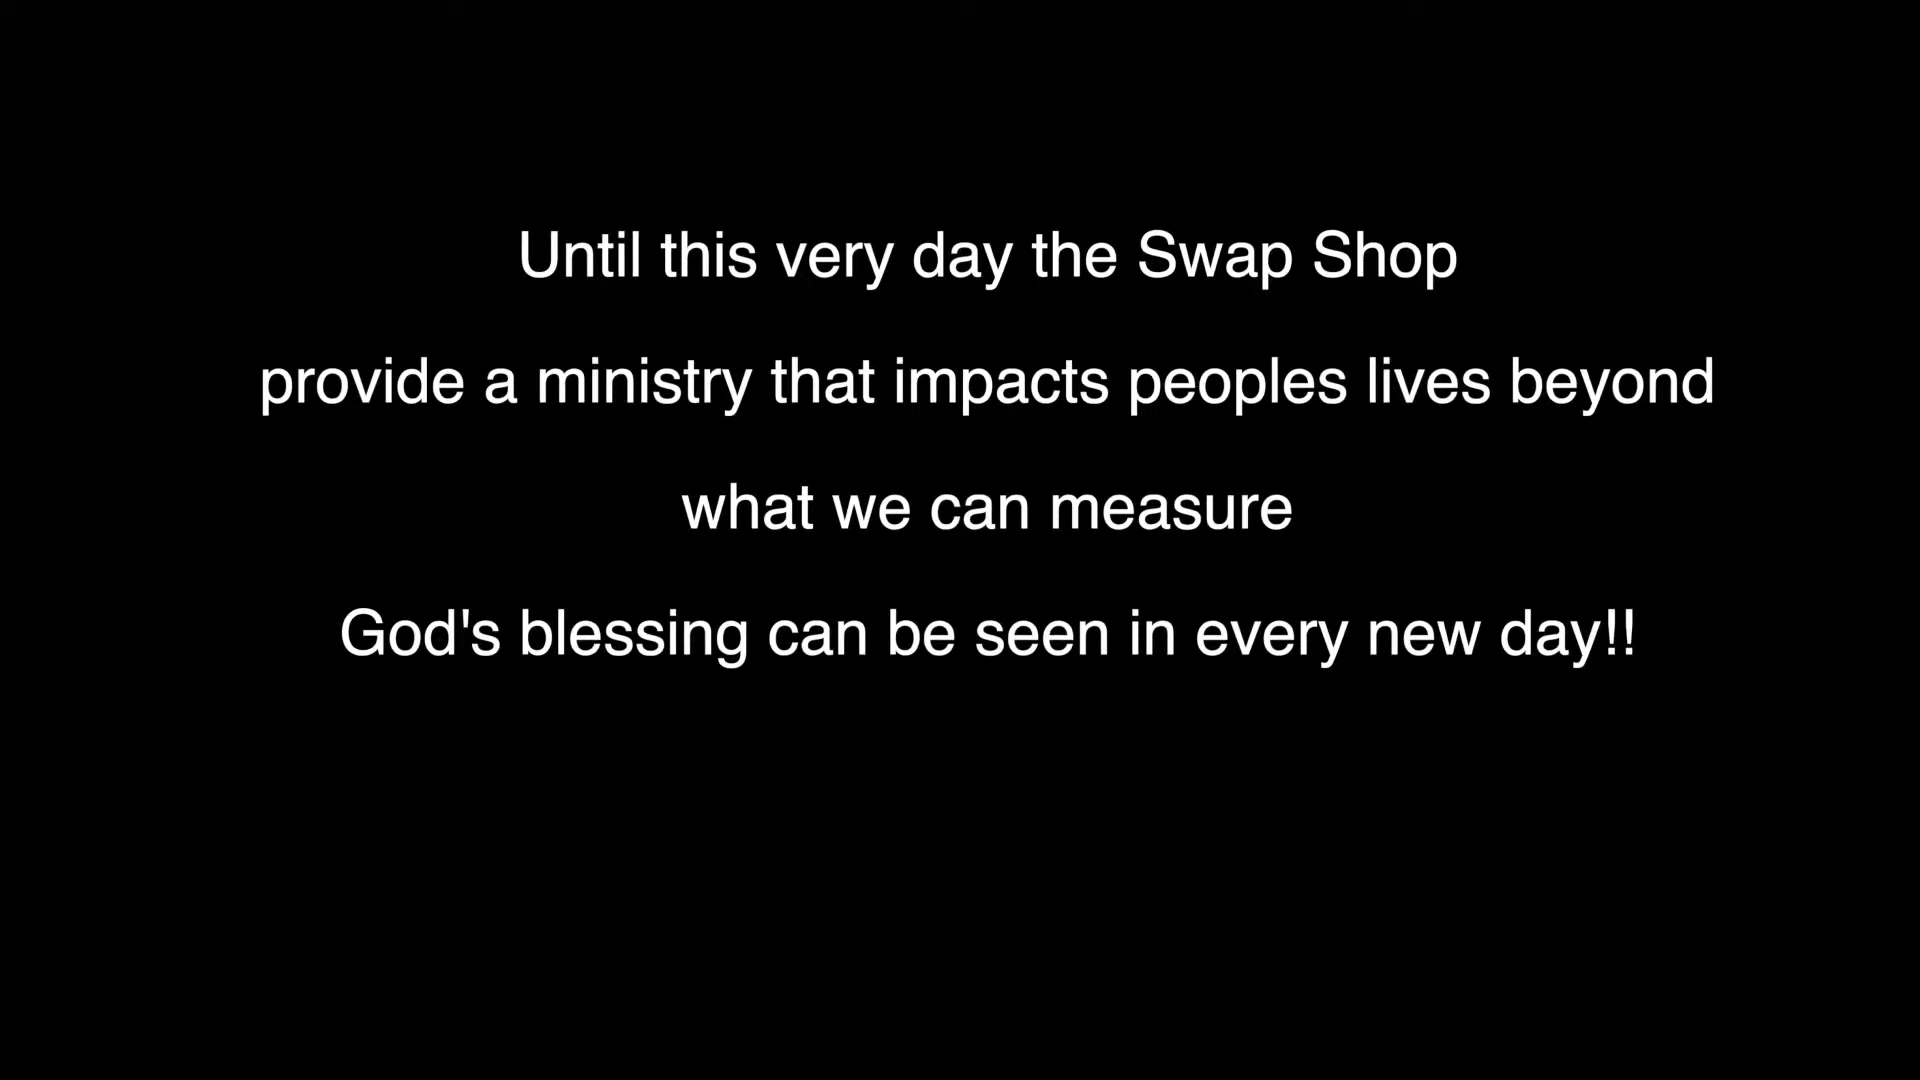 Until this very day the Swap Shop
provide a ministry that impacts peoples lives beyond
what we can measure
God's blessing can be seen in every new day!!